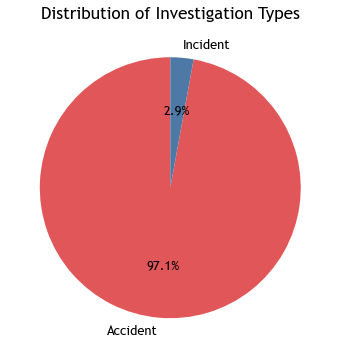 Distribution of Investigation Types
Incident
2.9%
97.1%
Accident